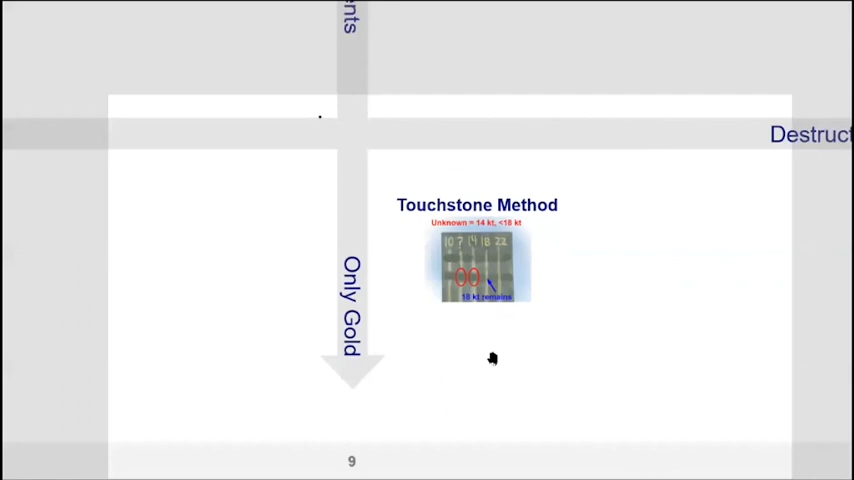 nts
Destruct
Touchstone Method
Unknown = 14 kt, <18 kt
10 ? 14 18 22
18 kt remains
Only Gold
9